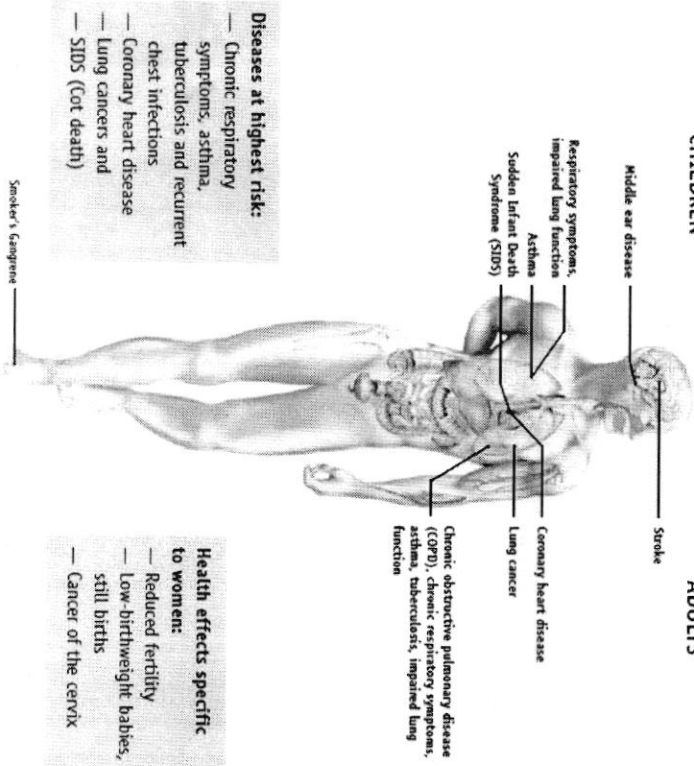 CHILDREN
Middle ear disease
Respiratory symptoms,
impaired lung function
Asthma
Sudden Infant Death
Syndrome (SIDS)
ADULTS
Stroke
Coronary heart disease
Lung cancer
Chronic obstructive pulmonary disease
(COPD), chronic respiratory symptoms,
asthma, tuberculosis, impaired lung
function
Diseases at highest risk:
— Chronic respiratory
symptoms, asthma,
tuberculosis and recurrent
chest infections
— Coronary heart disease
— Lung cancers and
— SIDS (Cot death)
Smoker's Gangrene
Health effects specific
to women:
— Reduced fertility
— Low-birthweight babies,
still births
— Cancer of the cervix